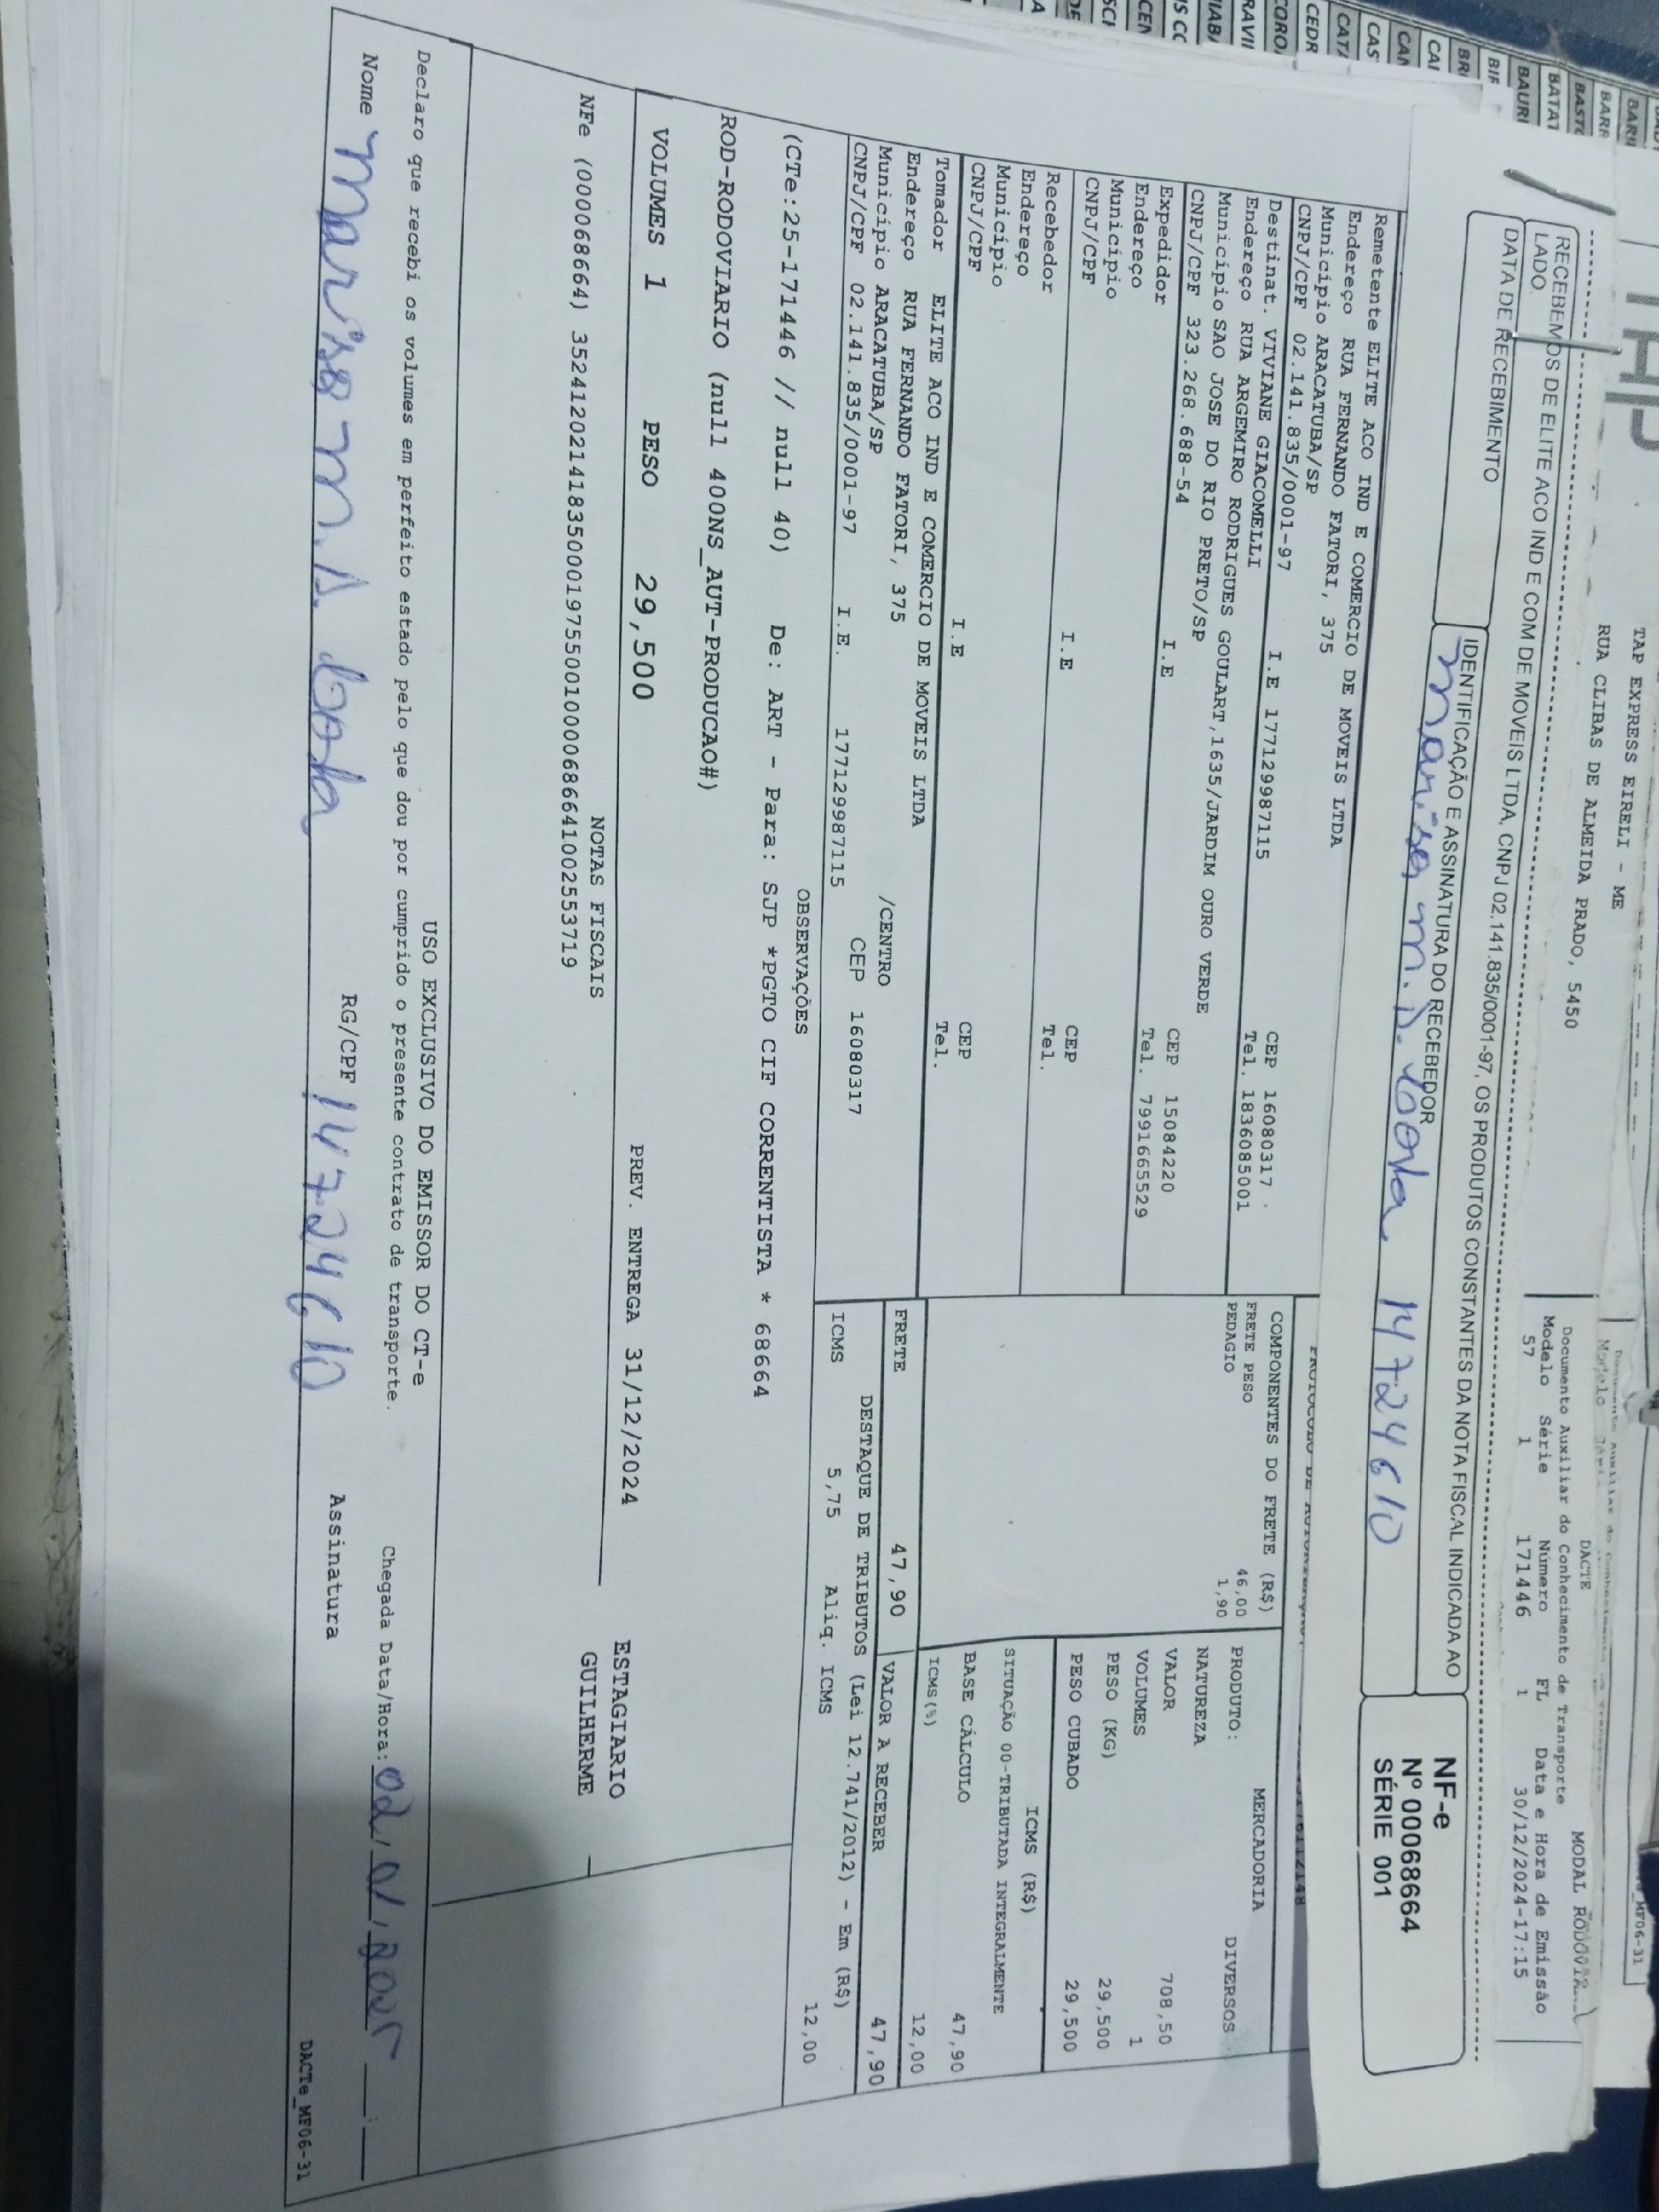 TAP EXPRESS EIRELI - ME
RUA CLIBAS DE ALMEIDA PRADO, 5450
DACTE
MODAL
Documento Auxiliar do Conhecimento de Transporte
Modelo Série Número FL Data e Hora de Emissão
57 1 171446 1 30/12/2024-17:15
RECEBEMOS DE ELITE ACO IND E COM DE MOVEIS LTDA, CNPJ 02.141.835/0001-97, OS PRODUTOS CONSTANTES DA NOTA FISCAL INDICADA AO
LADO.
DATA DE RECEBIMENTO
IDENTIFICAÇÃO E ASSINATURA DO RECEBEDOR
14724610
NF-e
Nº 000068664
SÉRIE 001
Remetente ELITE ACO IND E COMERCIO DE MOVEIS LTDA
Endereço RUA FERNANDO FATORI, 375
Município ARACATUBA/SP CEP 16080317
CNPJ/CPF 02.141.835/0001-97 I.E 177129987115 Tel. 1836085001
Destinat. VIVIANE GIACOMELLI
Endereço RUA ARGEMIRO RODRIGUES GOULART,1635/JARDIM OURO VERDE
Município SAO JOSE DO RIO PRETO/SP CEP 15084220
CNPJ/CPF 323.268.688-54 I.E Tel. 7991665529
Expedidor
Endereço
Município CEP
CNPJ/CPF I.E Tel.
Recebedor
Endereço
Município CEP
CNPJ/CPF I.E Tel.
Tomador ELITE ACO IND E COMERCIO DE MOVEIS LTDA
Endereço RUA FERNANDO FATORI, 375 /CENTRO
Município ARACATUBA/SP CEP 16080317
CNPJ/CPF 02.141.835/0001-97 I.E. 177129987115
COMPONENTES DO FRETE (R$)
FRETE PESO 46,00
PEDAGIO 1,90
MERCADORIA
PRODUTO: DIVERSOS
NATUREZA
VALOR 708,50
VOLUMES 1
PESO (KG) 29,500
PESO CUBADO 29,500
ICMS (R$)
SITUAÇÃO 00-TRIBUTADA INTEGRALMENTE
BASE CÁLCULO 47,90
ICMS(%) 12,00
FRETE 47,90 VALOR A RECEBER 47,90
DESTAQUE DE TRIBUTOS (Lei 12.741/2012) - Em (R$)
ICMS 5,75 Aliq. ICMS 12,00
OBSERVAÇÕES
(CTe:25-171446 // null 40) De: ART - Para: SJP *PGTO CIF CORRENTISTA * 68664
ROD-RODOVIARIO (null 400NS_AUT-PRODUCAO#)
VOLUMES 1 PESO 29,500 PREV. ENTREGA 31/12/2024
ESTAGIARIO
GUILHERME
NOTAS FISCAIS
NFe (000068664) 35241202141835000197550010000686641002553719
USO EXCLUSIVO DO EMISSOR DO CT-e
Declaro que recebi os volumes em perfeito estado pelo que dou por cumprido o presente contrato de transporte.
Chegada Data/Hora:
Nome RG/CPF 14724610 Assinatura
DACTe_MF06-31